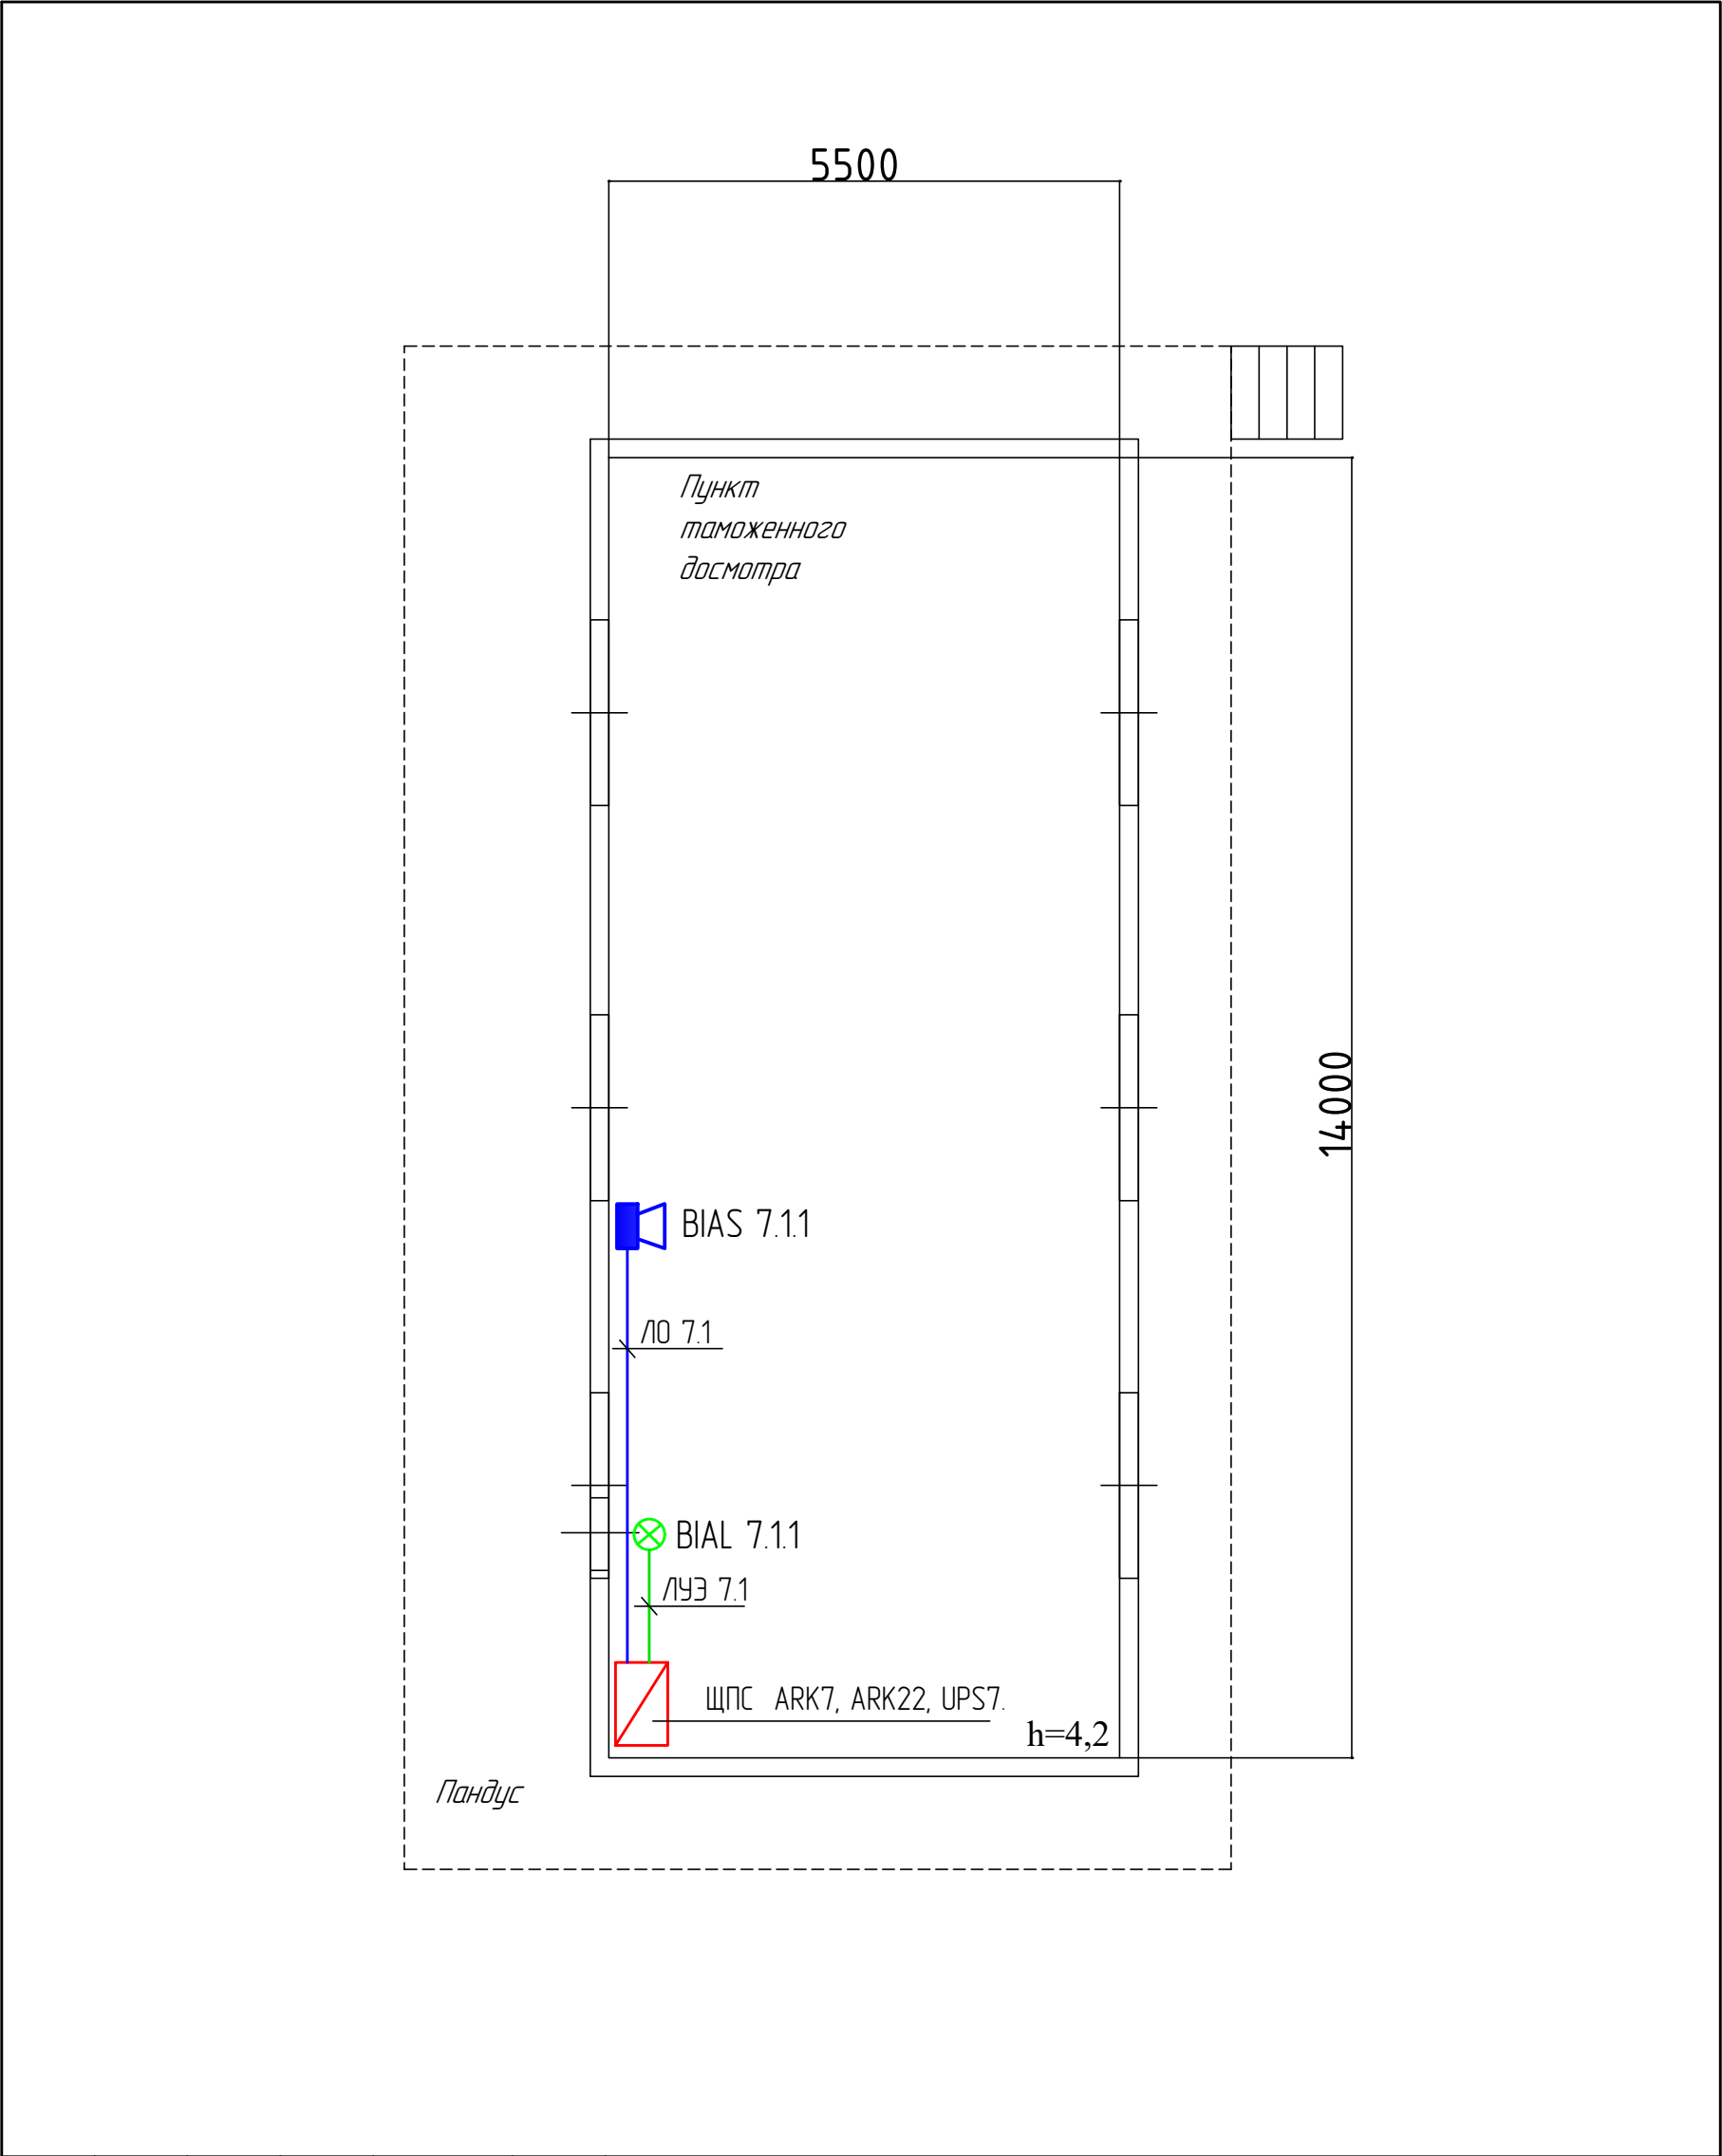 5500
Пункт
таможенного
досмотра
14000
BIAS 7.1.1
ЛО 7.1
BIAL 7.1.1
ЛУЭ 7.1
ЩПС ARK7, ARK22, UPS7.
h=4,2
Пандус